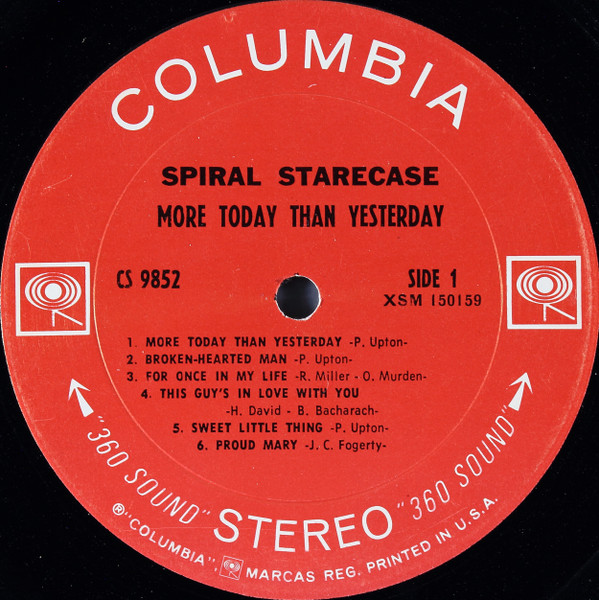 COLUMBIA
SPIRAL STARECASE
MORE TODAY THAN YESTERDAY
CS 9852
SIDE 1
XSM 150159
1. MORE TODAY THAN YESTERDAY -P. Upton-
2. BROKEN-HEARTED MAN -P. Upton-
3. FOR ONCE IN MY LIFE -R. Miller - O. Murden-
4. THIS GUY'S IN LOVE WITH YOU
-H. David - B. Bacharach-
5. SWEET LITTLE THING -P. Upton-
6. PROUD MARY -J. C. Fogerty-
"360 SOUND" STEREO "360 SOUND"
Ⓡ "COLUMBIA", MARCAS REG. PRINTED IN U.S.A.